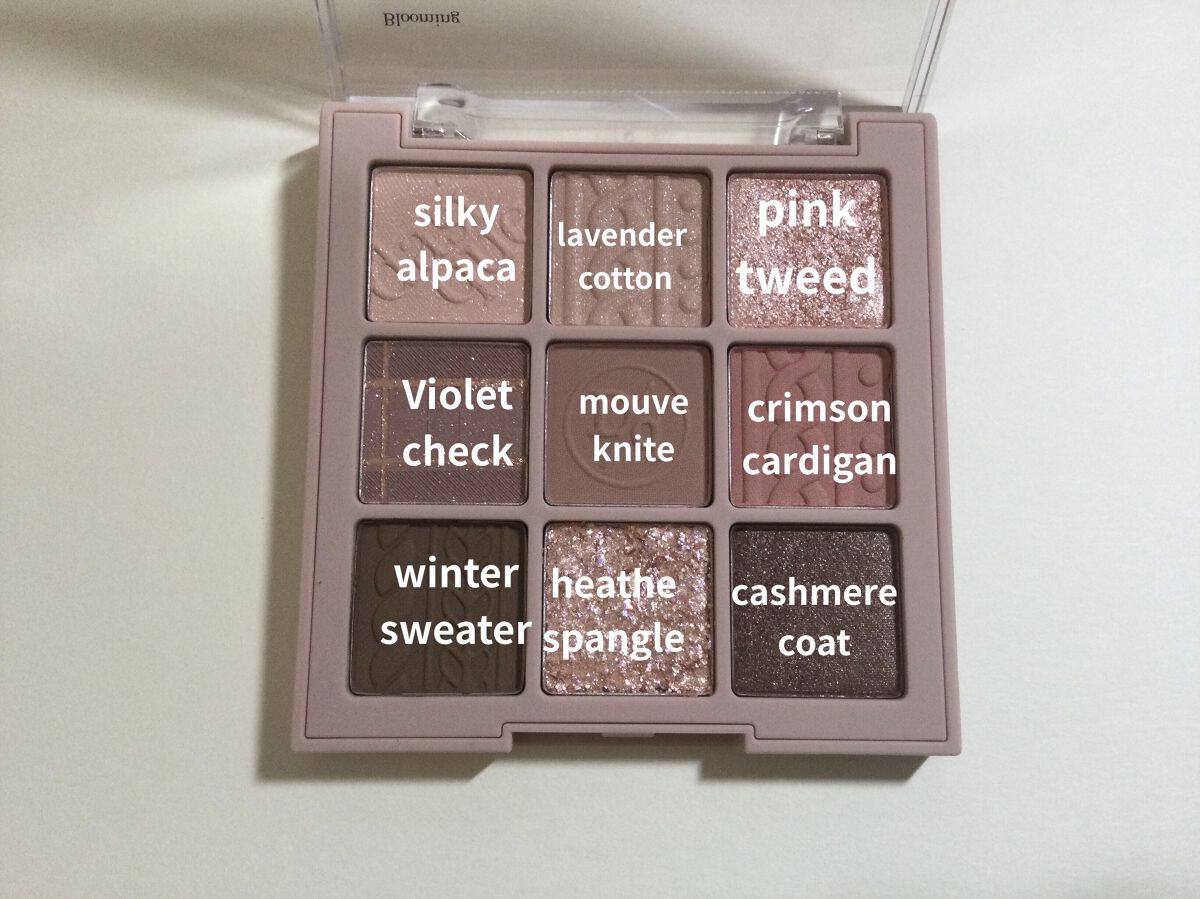 Blooming
silky
alpaca
lavender
cotton
pink
tweed
Violet
check
mouve
knite
crimson
cardigan
winter
sweater
heathe
spangle
cashmere
coat